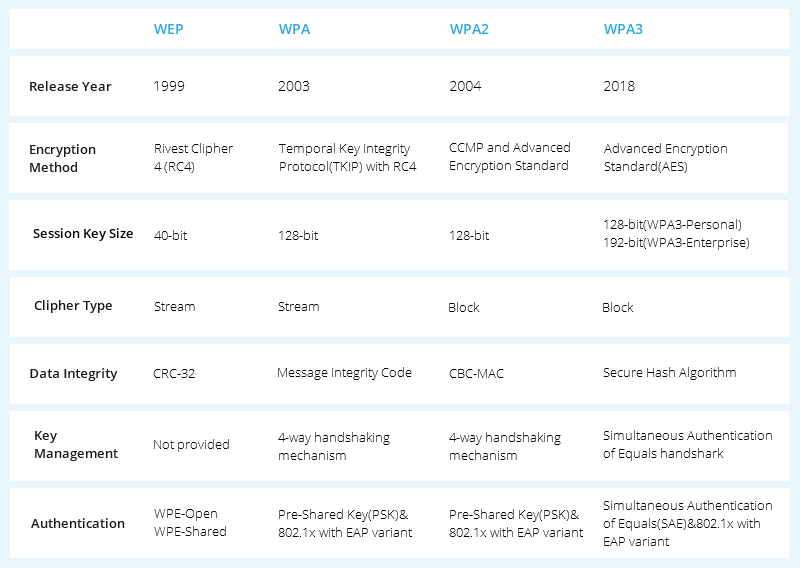 WEP WPA WPA2 WPA3
Release Year 1999 2003 2004 2018
Encryption Method
Rivest Clipher
4 (RC4)
Temporal Key Integrity
Protocol(TKIP) with RC4
CCMP and Advanced
Encryption Standard
Advanced Encryption
Standard(AES)
Session Key Size 40-bit 128-bit 128-bit
128-bit(WPA3-Personal)
192-bit(WPA3-Enterprise)
Clipher Type Stream Stream Block Block
Data Integrity CRC-32 Message Integrity Code CBC-MAC Secure Hash Algorithm
Key
Management
Not provided
4-way handshaking
mechanism
4-way handshaking
mechanism
Simultaneous Authentication
of Equals handshark
Authentication
WPE-Open
WPE-Shared
Pre-Shared Key(PSK)&
802.1x with EAP variant
Pre-Shared Key(PSK)&
802.1x with EAP variant
Simultaneous Authentication
of Equals(SAE)&802.1x with
EAP variant